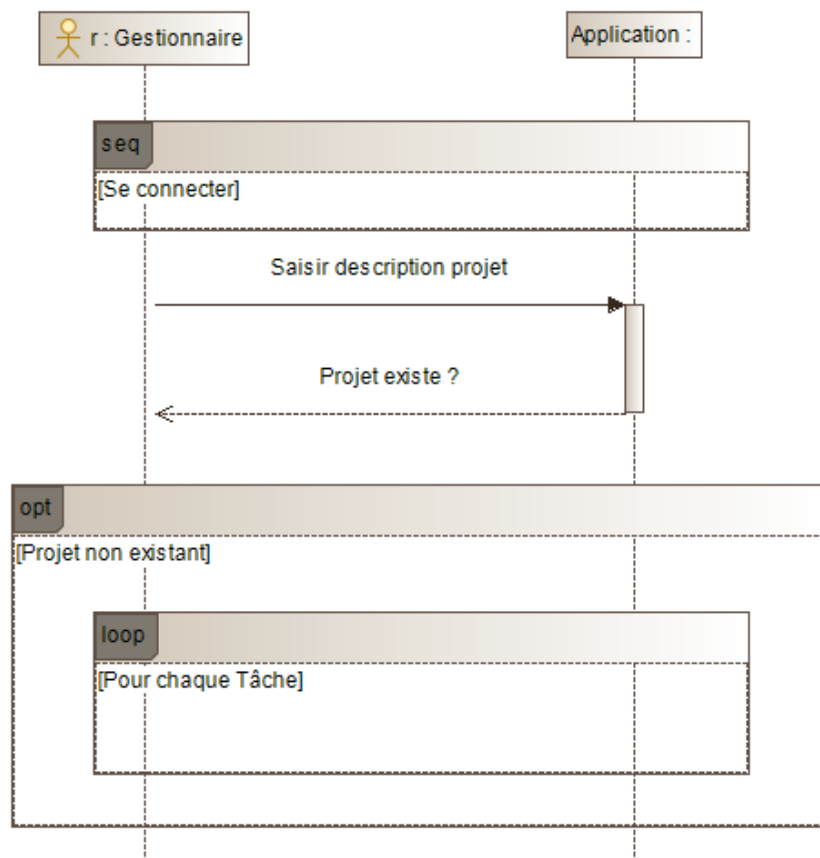 r : Gestionnaire
Application :
seq
[Se connecter]
Saisir description projet
Projet existe ?
opt
[Projet non existant]
loop
[Pour chaque Tâche]